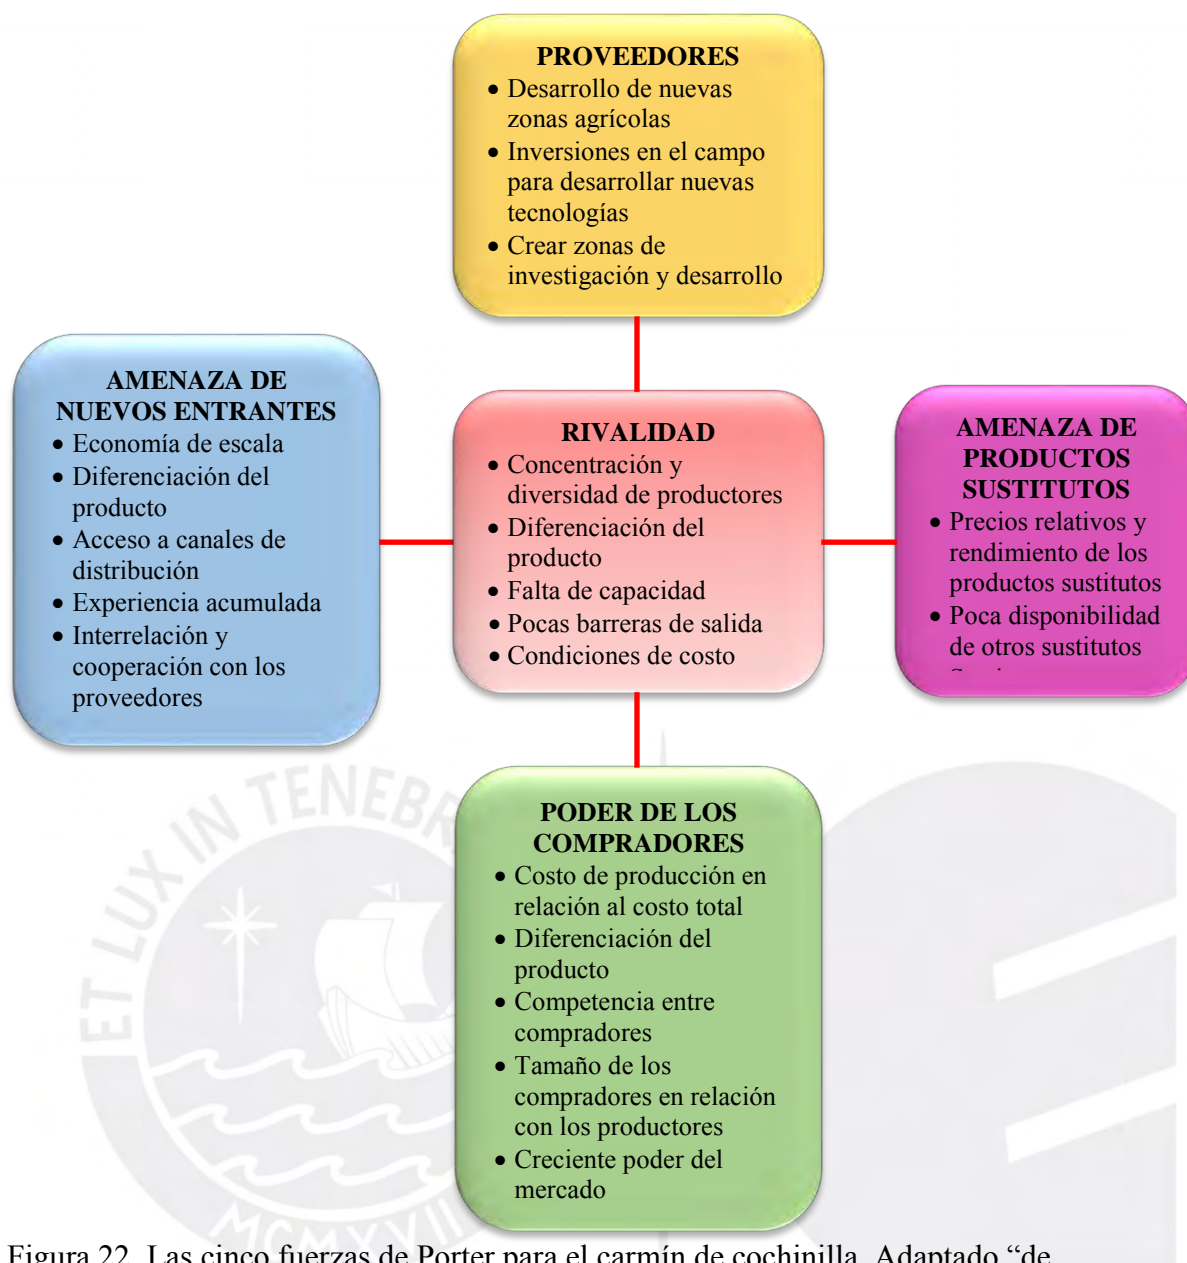 PROVEEDORES
• Desarrollo de nuevas
zonas agrícolas
• Inversiones en el campo
para desarrollar nuevas
tecnologías
• Crear zonas de
investigación y desarrollo
AMENAZA DE
NUEVOS ENTRANTES
• Economía de escala
• Diferenciación del
producto
• Acceso a canales de
distribución
• Experiencia acumulada
• Interrelación y
cooperación con los
proveedores
RIVALIDAD
• Concentración y
diversidad de productores
• Diferenciación del
producto
• Falta de capacidad
• Pocas barreras de salida
• Condiciones de costo
AMENAZA DE
PRODUCTOS
SUSTITUTOS
• Precios relativos y
rendimiento de los
productos sustitutos
• Poca disponibilidad
de otros sustitutos
PODER DE LOS
COMPRADORES
• Costo de producción en
relación al costo total
• Diferenciación del
producto
• Competencia entre
compradores
• Tamaño de los
compradores en relación
con los productores
• Creciente poder del
mercado
ET LUX IN
MCMXVII
Figura 22. Las cinco fuerzas de Porter para el carmín de cochinilla. Adaptado “de